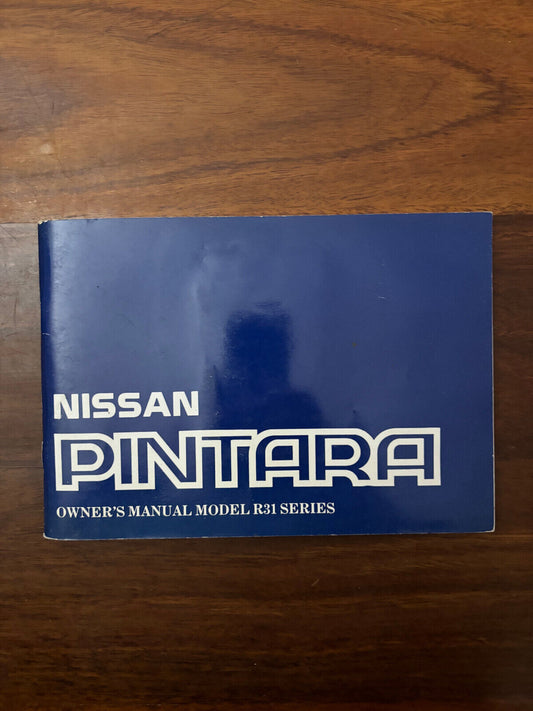 NISSAN
PINTARA
OWNER'S MANUAL MODEL R31 SERIES